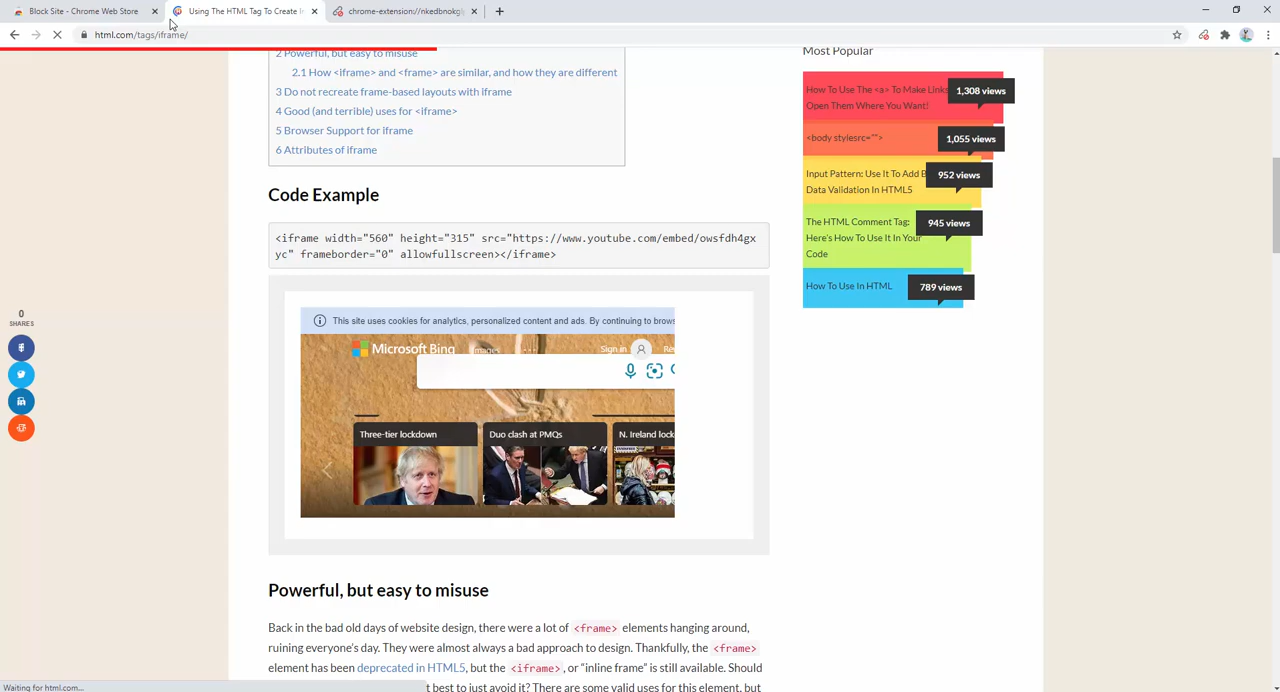 Block Site - Chrome Web Store
Using The HTML Tag To Create I
chrome-extension://nkedbnokg
html.com/tags/iframe/
2 Powerful, but easy to misuse
2.1 How <iframe> and <frame> are similar, and how they are different
3 Do not recreate frame-based layouts with iframe
4 Good (and terrible) uses for <iframe>
5 Browser Support for iframe
6 Attributes of iframe
Code Example
<iframe width="560" height="315" src="https://www.youtube.com/embed/owsfdh4gx
yc" frameborder="0" allowfullscreen></iframe>
This site uses cookies for analytics, personalized content and ads. By continuing to brows
Microsoft Bing
Images
Sign in
Re
Three-tier lockdown
Duo clash at PMQs
N. Ireland lock
Powerful, but easy to misuse
Back in the bad old days of website design, there were a lot of <frame> elements hanging around,
ruining everyone's day. They were almost always a bad approach to design. Thankfully, the <frame>
element has been deprecated in HTML5, but the <iframe>, or "inline frame" is still available. Should
t best to just avoid it? There are some valid uses for this element, but
0
SHARES
Most Popular
How To Use The <a> To Make Links
Open Them Where You Want!
1,308 views
<body stylesrc="">
1,055 views
Input Pattern: Use It To Add B
Data Validation In HTML5
952 views
The HTML Comment Tag:
Here's How To Use It In Your
Code
945 views
How To Use In HTML
789 views
Waiting for html.com...